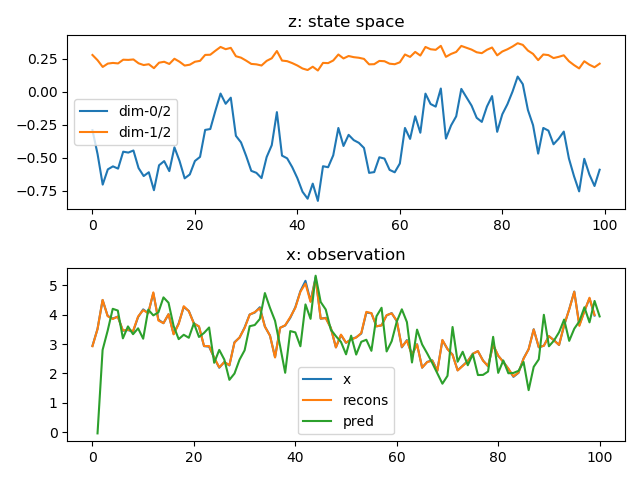 z: state space
0.25
0.00
−0.25
−0.50
−0.75
dim-0/2
dim-1/2
0 20 40 60 80 100
x: observation
5
4
3
2
1
0
x
recons
pred
0 20 40 60 80 100